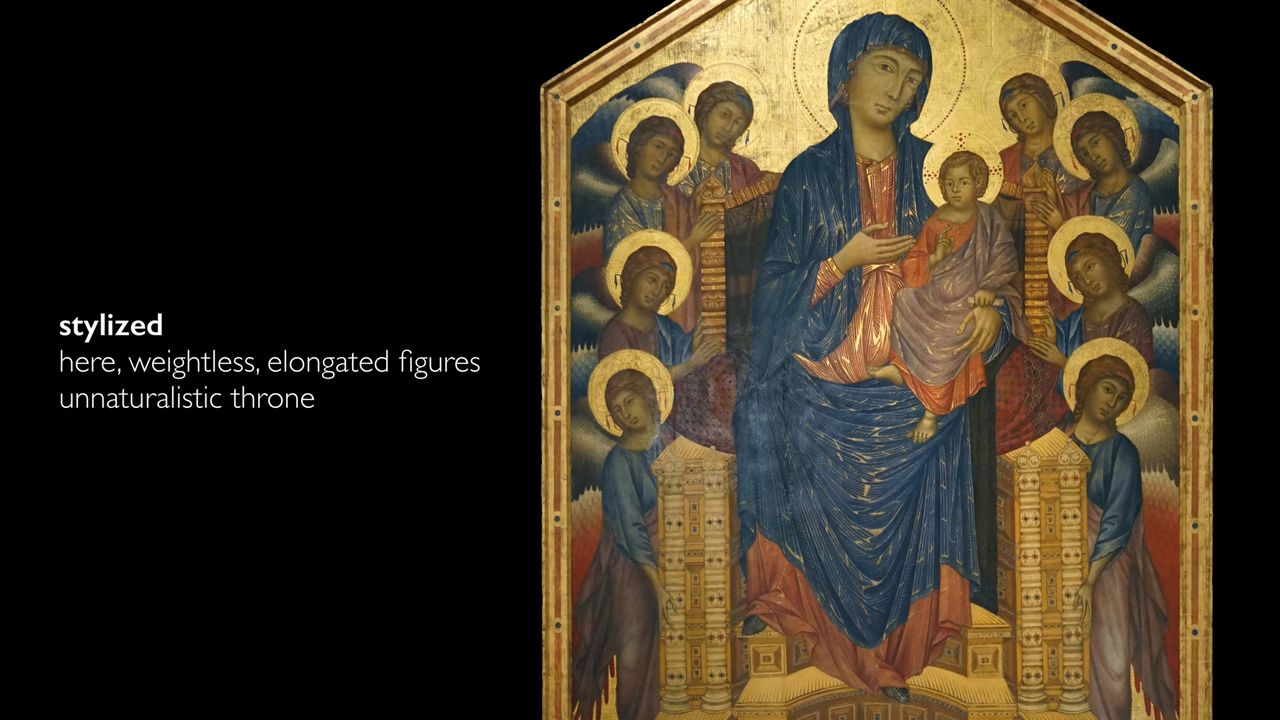 stylized
here, weightless, elongated figures
unnaturalistic throne